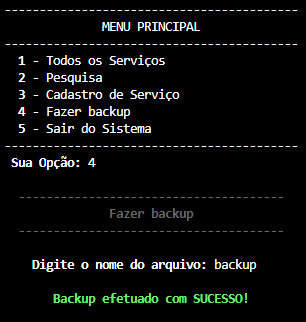 ------------------------------------------
MENU PRINCIPAL
------------------------------------------
1 - Todos os Serviços
2 - Pesquisa
3 - Cadastro de Serviço
4 - Fazer backup
5 - Sair do Sistema
------------------------------------------
Sua Opção: 4
--------------------------------------
Fazer backup
--------------------------------------
Digite o nome do arquivo: backup
Backup efetuado com SUCESSO!